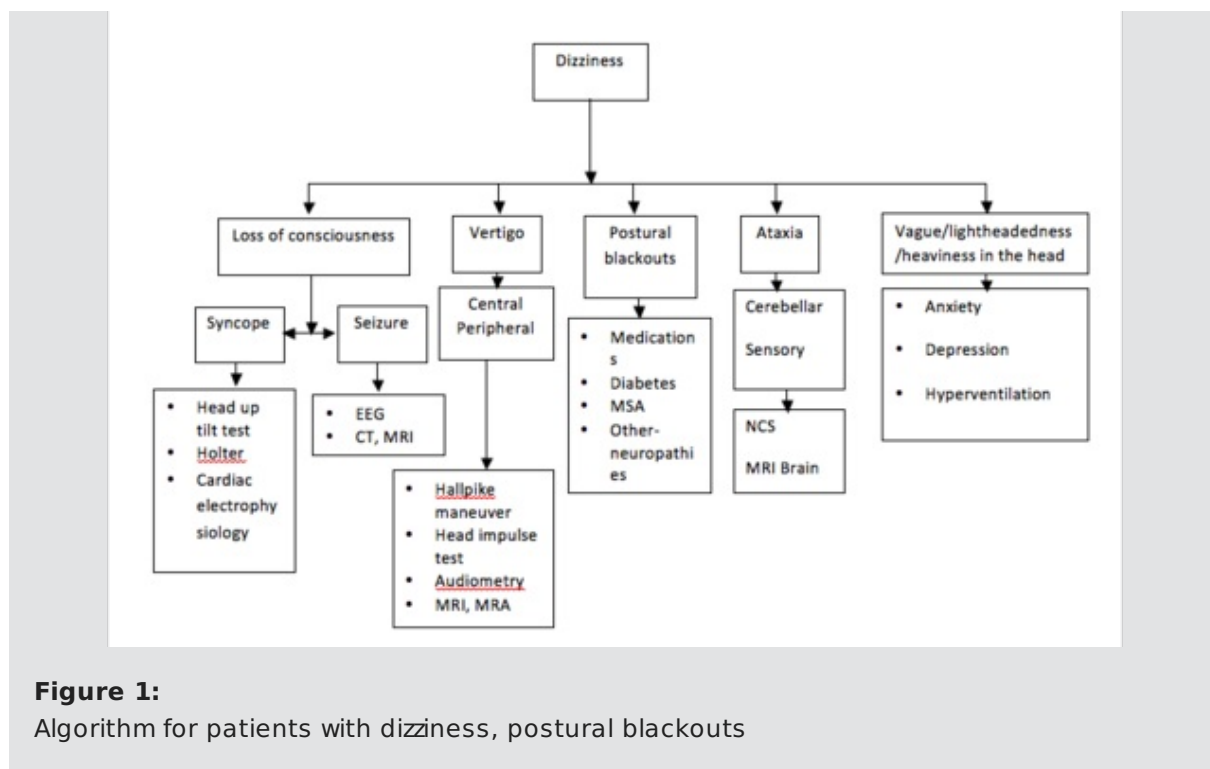 Dizziness
Loss of consciousness
Vertigo
Postural
blackouts
Ataxia
Vague/lightheadedness
/heaviness in the head
Syncope
Seizure
Central
Peripheral
• Medication
s
• Diabetes
• MSA
• Other-
neuropathi
es
Cerebellar
Sensory
• Anxiety
• Depression
• Hyperventilation
• Head up
tilt test
• Holter
• Cardiac
electrophy
siology
• EEG
• CT, MRI
NCS
MRI Brain
• Hallpike
maneuver
• Head impulse
test
• Audiometry
• MRI, MRA
Figure 1:
Algorithm for patients with dizziness, postural blackouts